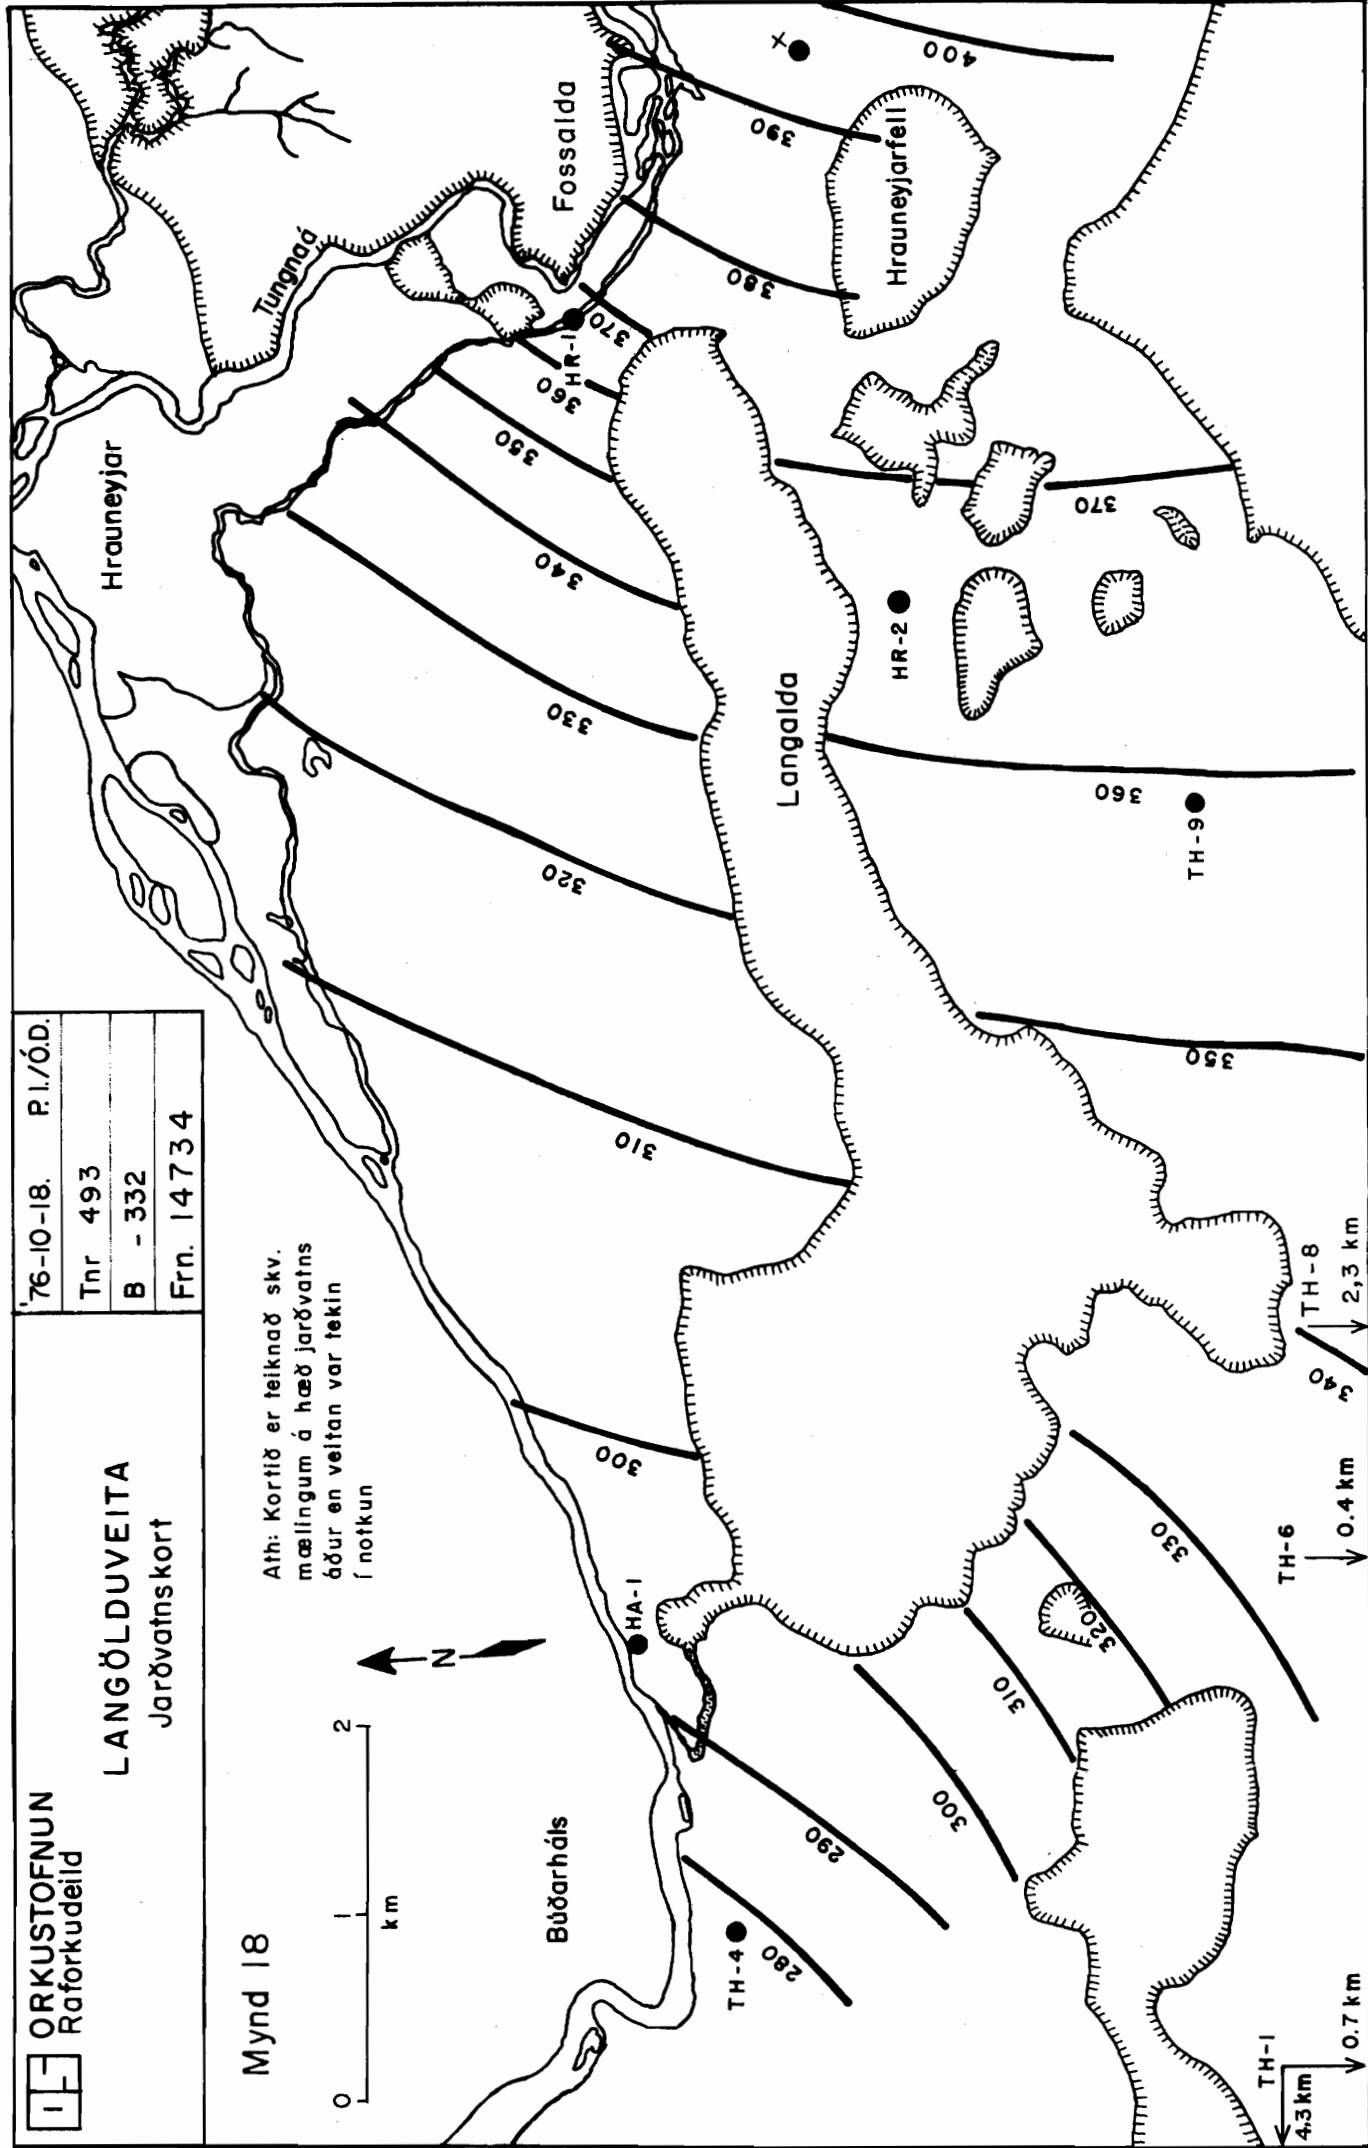 ORKUSTOFNUN
Raforkudeild
LANGÖLDUVEITA
Jarðvatnskort
'76-10-18. P.I./Ó.D.
Tnr 493
B - 332
Frn. 14734
Mynd 18
0 1 2
km
N
Ath: Kortið er teiknað skv.
mælingum á hæð jarðvatns
áður en veitan var tekin
í notkun
Hrauneyjar
Tungnaá
Fossalda
Búðarháls
HA-1
HR-1
TH-4
Langalda
HR-2
Hrauneyjarfell
X
TH-9
280
290
300
310
320
330
340
350
360
370
380
390
400
300
310
320
330
340
350
360
370
TH-1
4,3 km
0.7 km
TH-6
0.4 km
TH-8
2,3 km